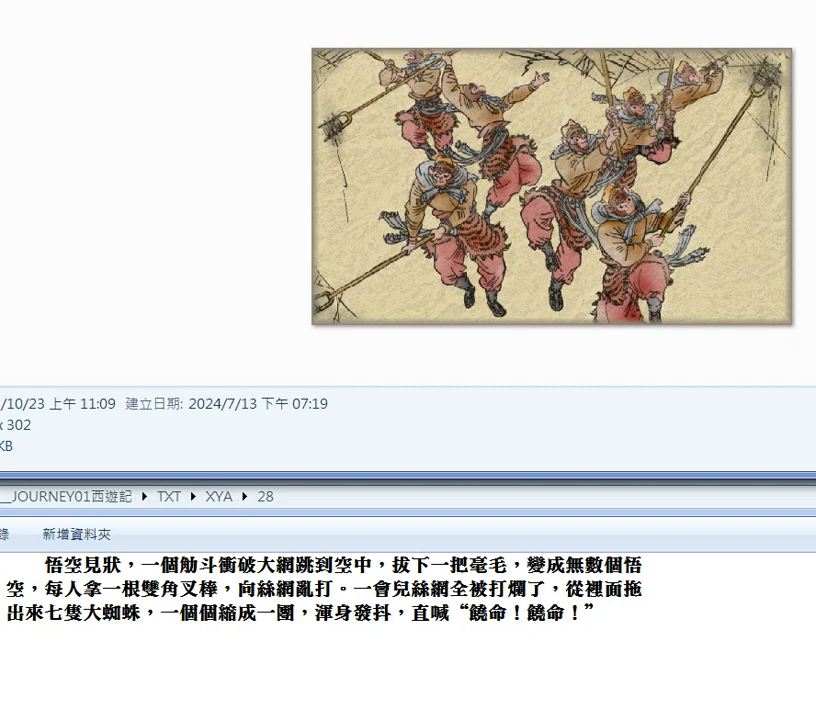 /10/23 上午 11:09 建立日期: 2024/7/13 下午 07:19
x 302
KB
__JOURNEY01西遊記 ▶ TXT ▶ XYA ▶ 28
錄 新增資料夾
悟空見狀，一個觔斗衝破大網跳到空中，拔下一把毫毛，變成無數個悟
空，每人拿一根雙角叉棒，向絲網亂打。一會兒絲網全被打爛了，從裡面拖
出來七隻大蜘蛛，一個個縮成一團，渾身發抖，直喊“饒命！饒命！”